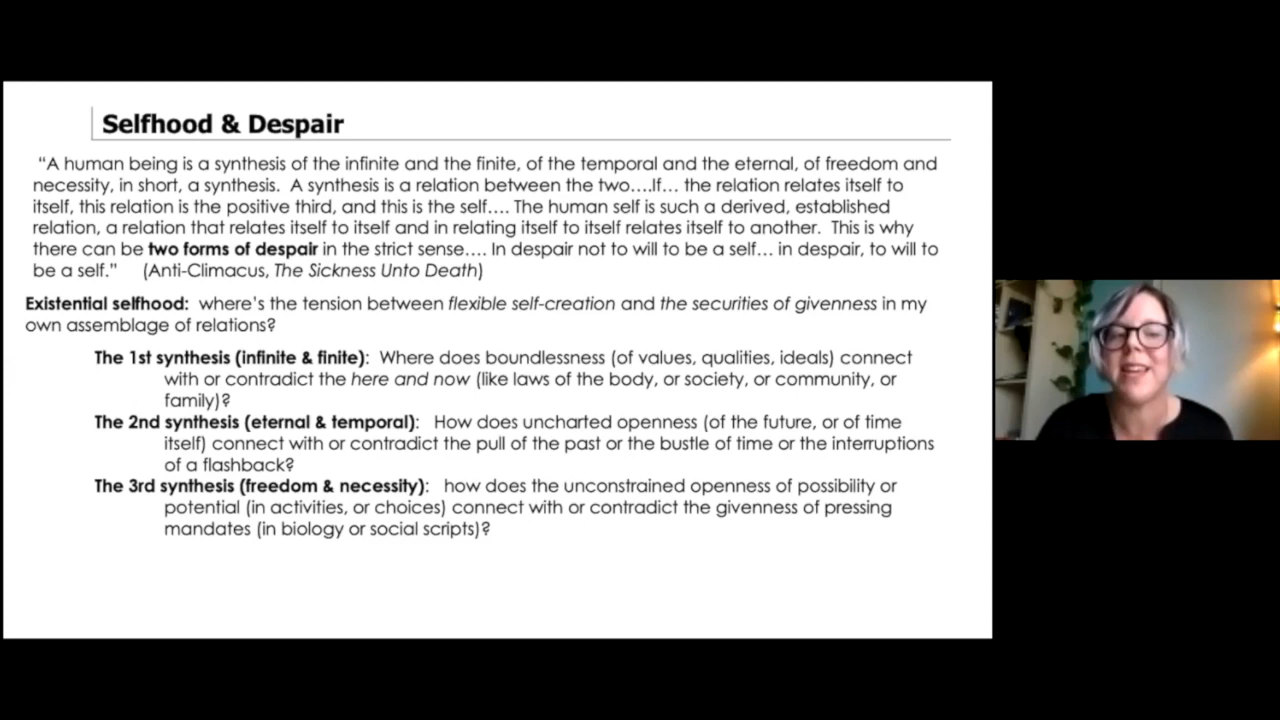 Selfhood & Despair
“A human being is a synthesis of the infinite and the finite, of the temporal and the eternal, of freedom and
necessity, in short, a synthesis.  A synthesis is a relation between the two….If… the relation relates itself to
itself, this relation is the positive third, and this is the self…. The human self is such a derived, established
relation, a relation that relates itself to itself and in relating itself to itself relates itself to another.  This is why
there can be two forms of despair in the strict sense…. In despair not to will to be a self… in despair, to will to
be a self.”    (Anti-Climacus, The Sickness Unto Death)
Existential selfhood:  where’s the tension between flexible self-creation and the securities of givenness in my
own assemblage of relations?
The 1st synthesis (infinite & finite):  Where does boundlessness (of values, qualities, ideals) connect
with or contradict the here and now (like laws of the body, or society, or community, or
family)?
The 2nd synthesis (eternal & temporal):   How does uncharted openness (of the future, or of time
itself) connect with or contradict the pull of the past or the bustle of time or the interruptions
of a flashback?
The 3rd synthesis (freedom & necessity):   how does the unconstrained openness of possibility or
potential (in activities, or choices) connect with or contradict the givenness of pressing
mandates (in biology or social scripts)?